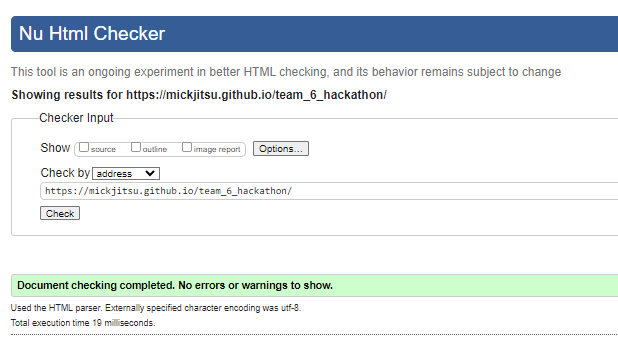 Nu Html Checker
This tool is an ongoing experiment in better HTML checking, and its behavior remains subject to change
Showing results for https://mickjitsu.github.io/team_6_hackathon/
Checker Input
Show source outline image report Options...
Check by address
https://mickjitsu.github.io/team_6_hackathon/
Check
Document checking completed. No errors or warnings to show.
Used the HTML parser. Externally specified character encoding was utf-8.
Total execution time 19 milliseconds.